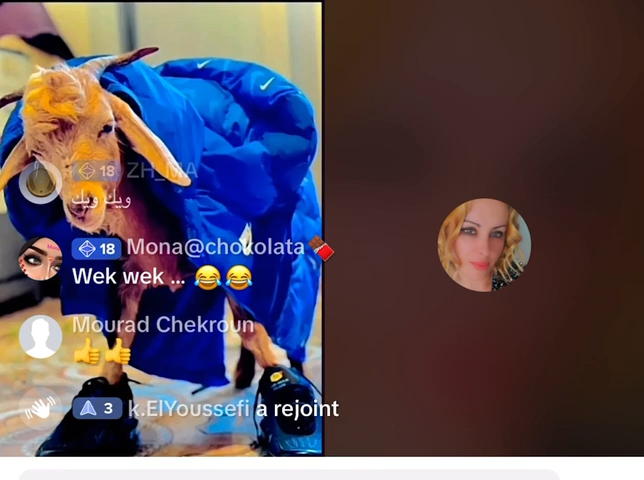 18 ZH_MA
ويك ويك
18 Mona@chokolata 🍫
Wek wek ... 😂😂
Mourad Chekroun
👍👍
3 k.ElYoussefi a rejoint